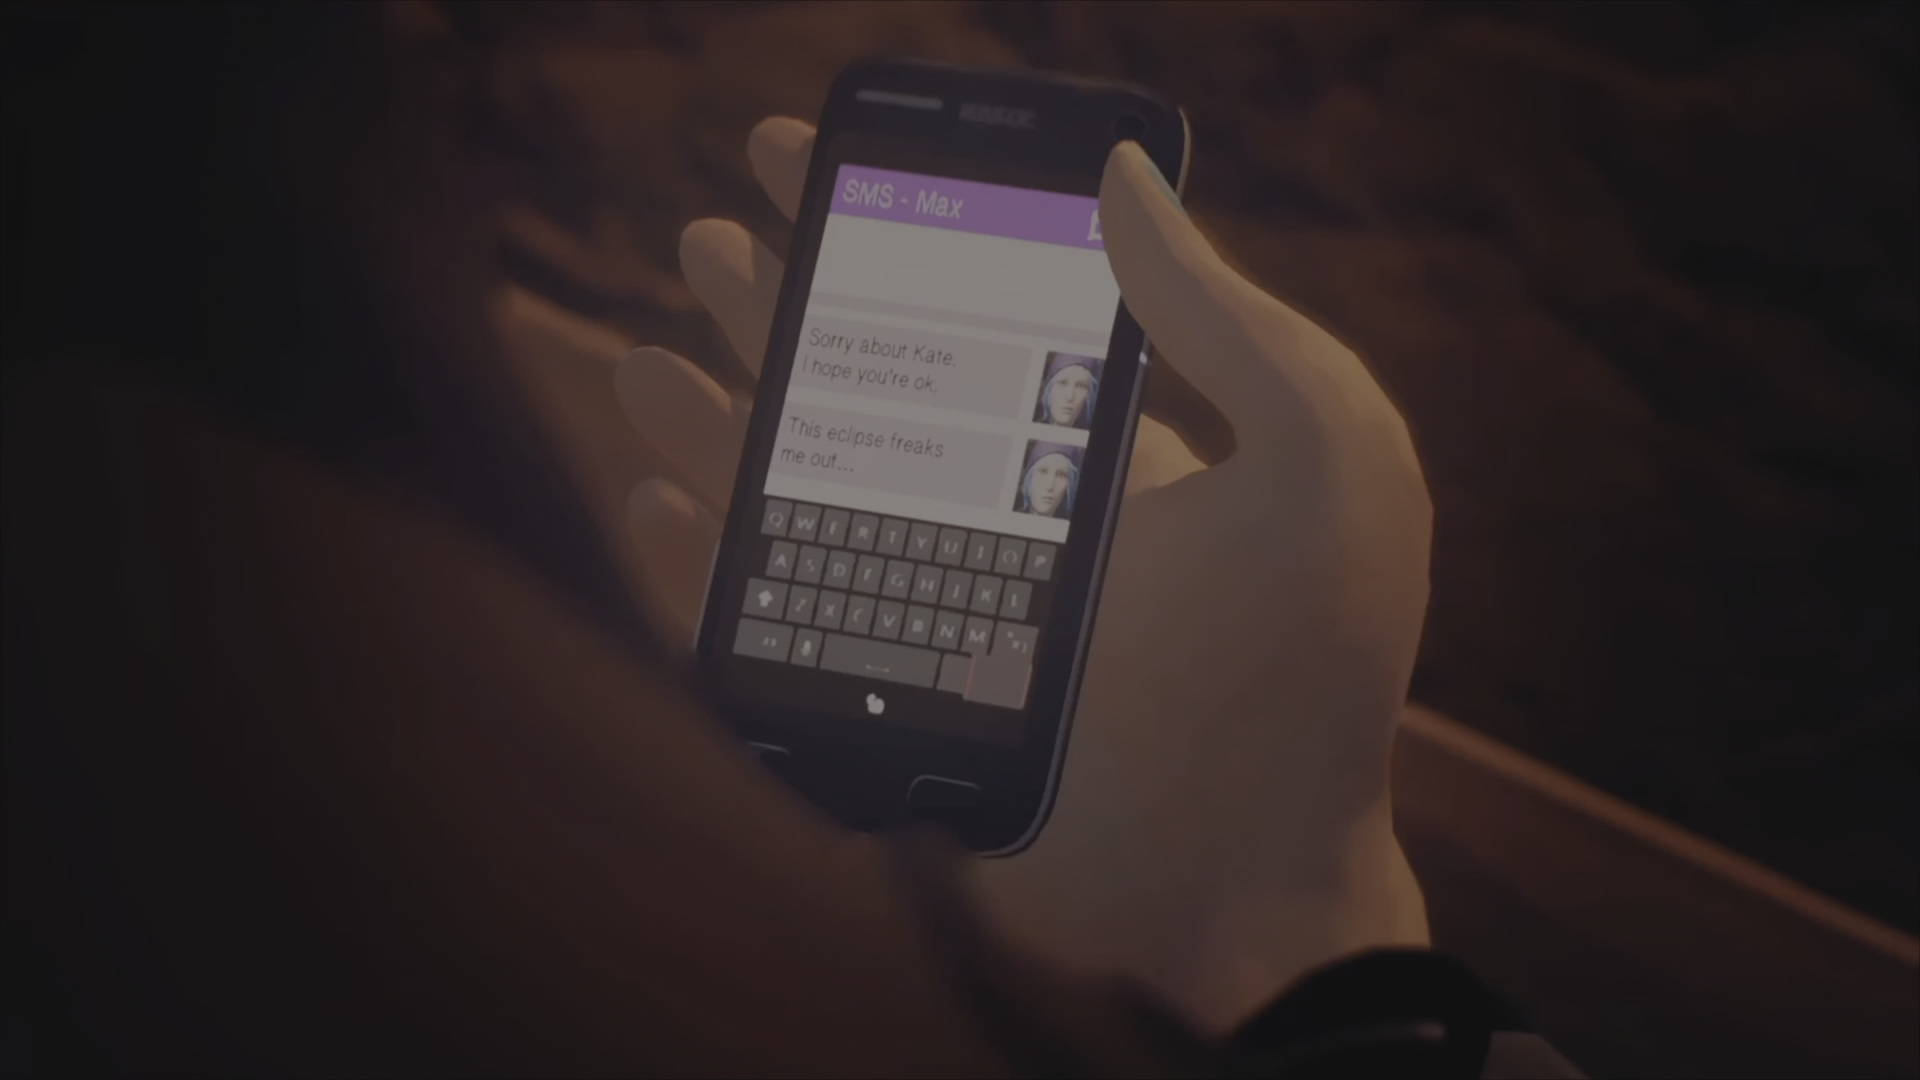 SMS - Max
Sorry about Kate.
I hope you're ok.
This eclipse freaks
me out...
Q W E R T Y U I O P
A S D F G H J K L
Z X C V B N M